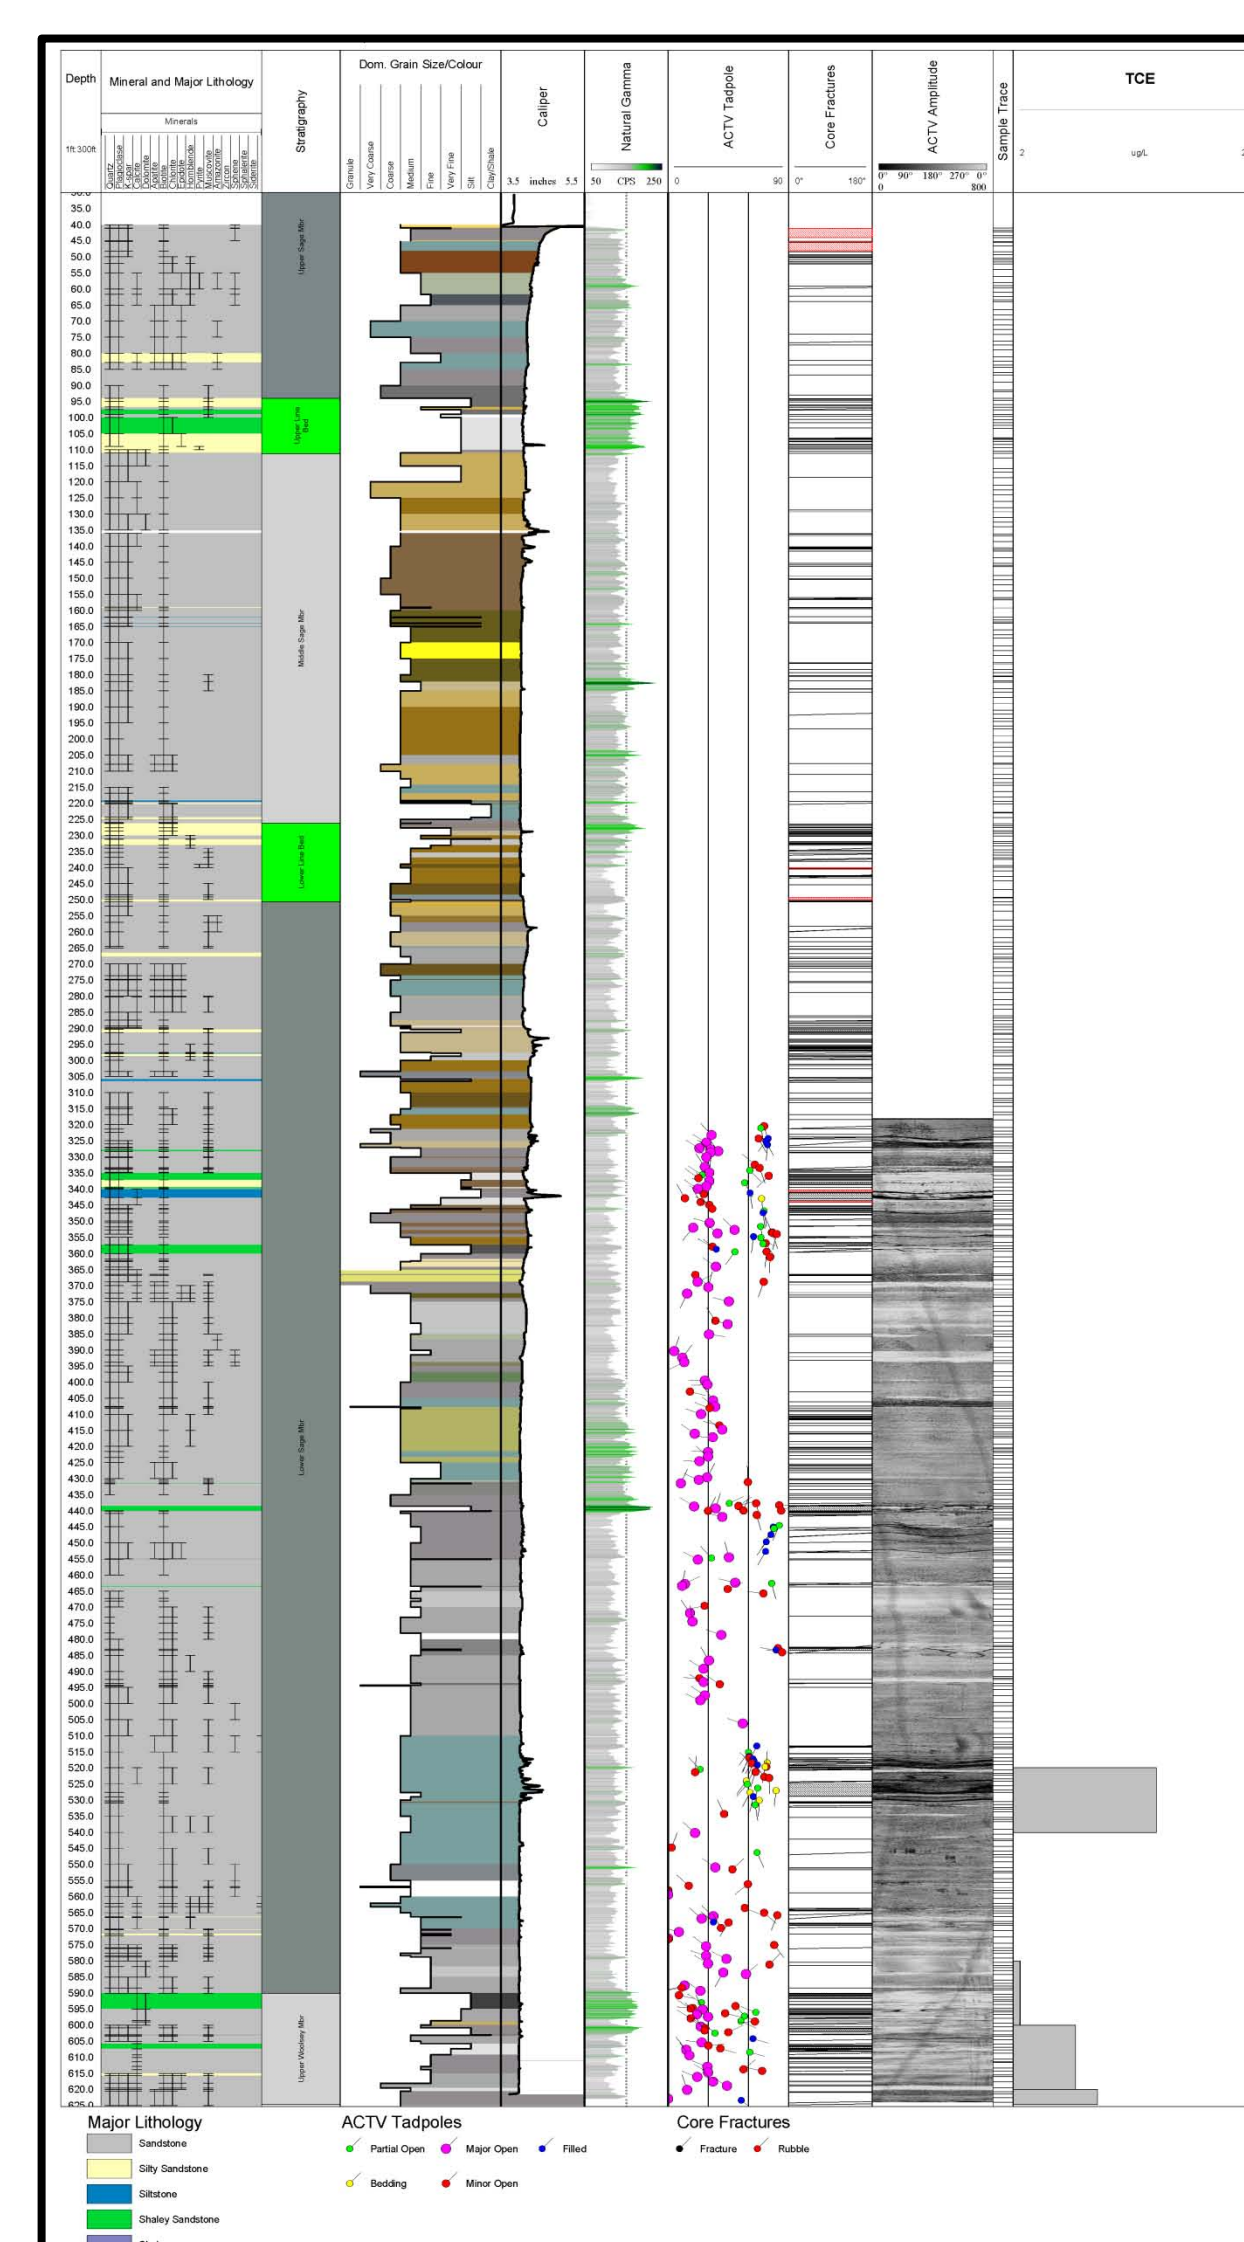 Depth
1ft:300ft
Mineral and Major Lithology
Minerals
Quartz
Plagioclase
K-spar
Calcite
Dolomite
Apatite
Biotite
Chlorite
Epidote
Hornblende
Pyrite
Muscovite
Amazonite
Zircon
Sphene
Sphalerite
Siderite
Stratigraphy
Dom. Grain Size/Colour
Granule
Very Coarse
Coarse
Medium
Fine
Very Fine
Silt
Clay/Shale
Caliper
3.5 inches 5.5
Natural Gamma
50 CPS 250
ACTV Tadpole
0 90
Core Fractures
0° 180°
ACTV Amplitude
0° 90° 180° 270° 0°
0 800
Sample Trace
TCE
2 ug/L 2
30.0
35.0
40.0
45.0
50.0
55.0
60.0
65.0
70.0
75.0
80.0
85.0
90.0
95.0
100.0
105.0
110.0
115.0
120.0
125.0
130.0
135.0
140.0
145.0
150.0
155.0
160.0
165.0
170.0
175.0
180.0
185.0
190.0
195.0
200.0
205.0
210.0
215.0
220.0
225.0
230.0
235.0
240.0
245.0
250.0
255.0
260.0
265.0
270.0
275.0
280.0
285.0
290.0
295.0
300.0
305.0
310.0
315.0
320.0
325.0
330.0
335.0
340.0
345.0
350.0
355.0
360.0
365.0
370.0
375.0
380.0
385.0
390.0
395.0
400.0
405.0
410.0
415.0
420.0
425.0
430.0
435.0
440.0
445.0
450.0
455.0
460.0
465.0
470.0
475.0
480.0
485.0
490.0
495.0
500.0
505.0
510.0
515.0
520.0
525.0
530.0
535.0
540.0
545.0
550.0
555.0
560.0
565.0
570.0
575.0
580.0
585.0
590.0
595.0
600.0
605.0
610.0
615.0
620.0
625.0
Upper Sage Mbr
Upper Line
Bed
Middle Sage Mbr
Lower Line Bed
Lower Sage Mbr
Upper Woolsey Mbr
Major Lithology
Sandstone
Silty Sandstone
Siltstone
Shaley Sandstone
ACTV Tadpoles
Partial Open
Major Open
Filled
Bedding
Minor Open
Core Fractures
Fracture
Rubble